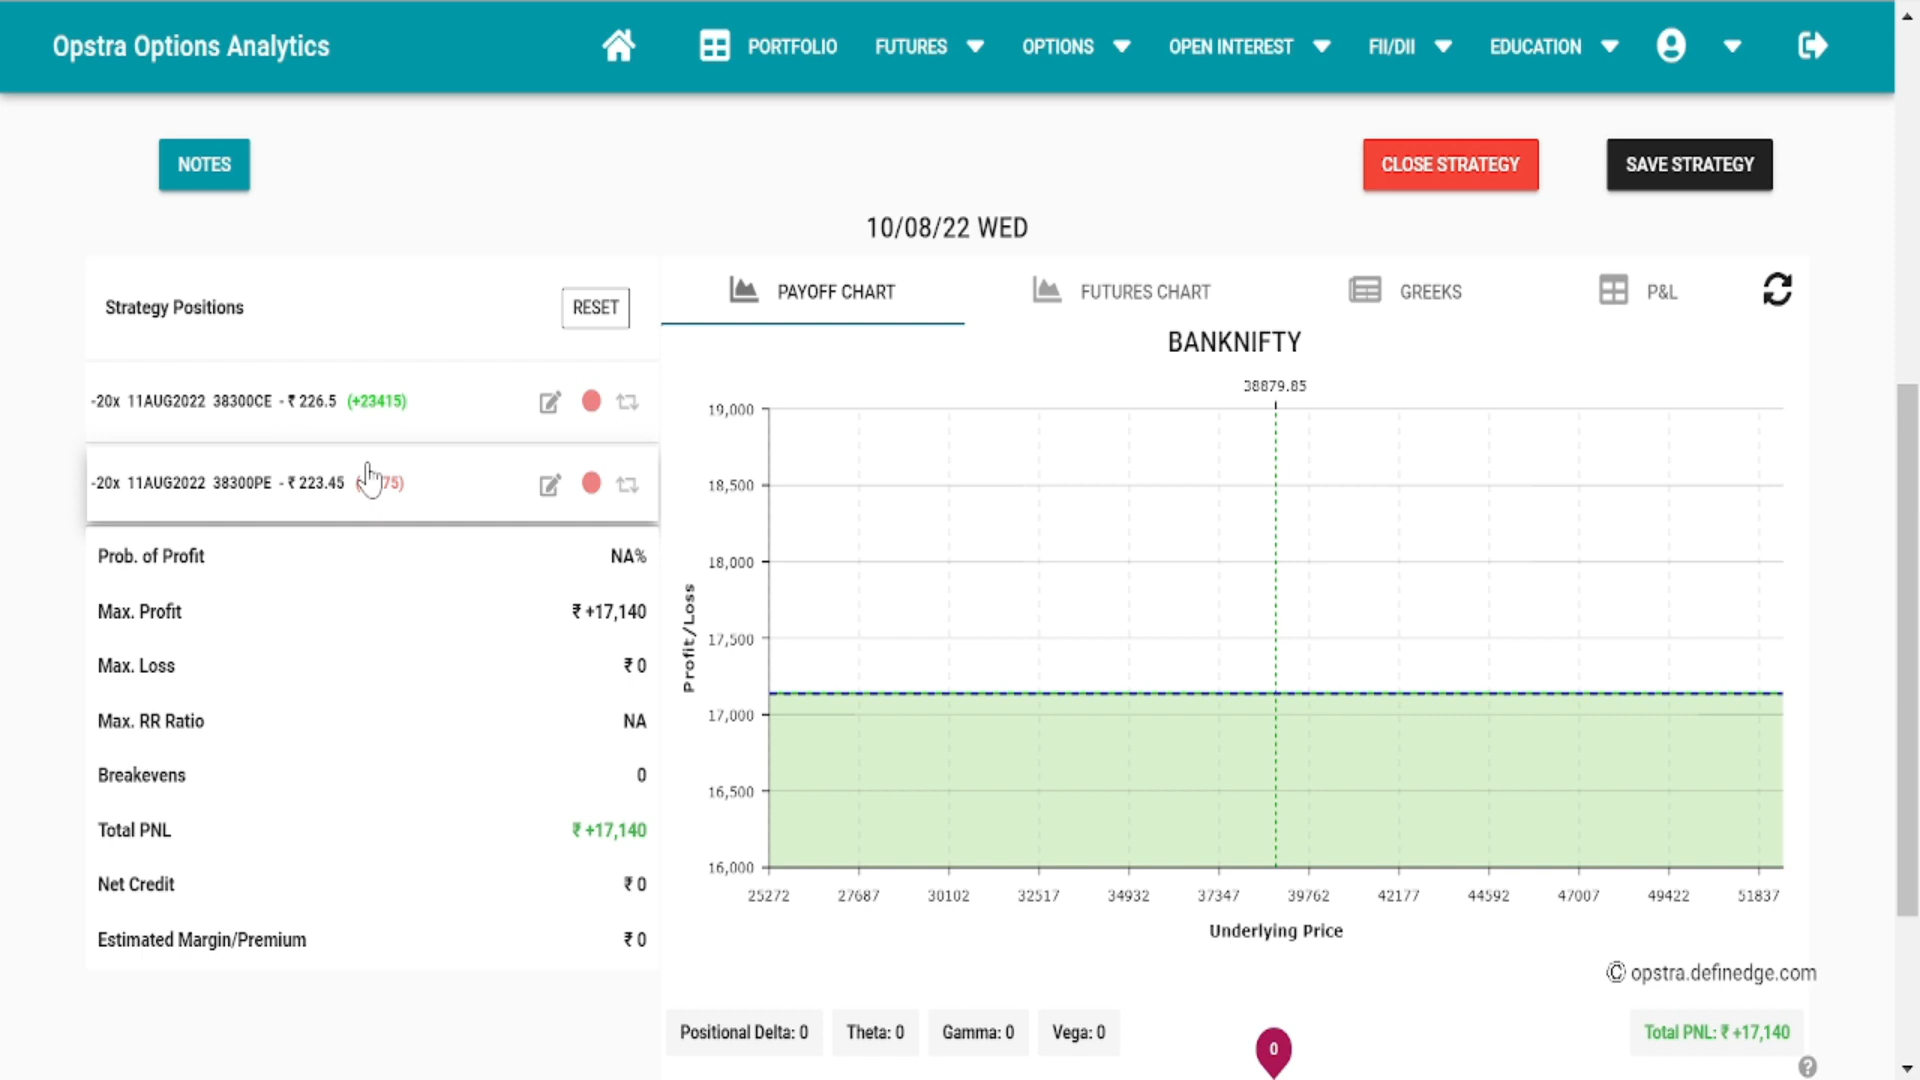 Opstra Options Analytics
PORTFOLIO
FUTURES
OPTIONS
OPEN INTEREST
FII/DII
EDUCATION
NOTES
CLOSE STRATEGY
SAVE STRATEGY
10/08/22 WED
Strategy Positions
RESET
-20x 11AUG2022 38300CE - ₹ 226.5 (+23415)
-20x 11AUG2022 38300PE - ₹ 223.45
Prob. of Profit NA%
Max. Profit ₹ +17,140
Max. Loss ₹ 0
Max. RR Ratio NA
Breakevens 0
Total PNL ₹ +17,140
Net Credit ₹ 0
Estimated Margin/Premium ₹ 0
PAYOFF CHART
FUTURES CHART
GREEKS
P&L
BANKNIFTY
38879.85
19,000
18,500
18,000
17,500
17,000
16,500
16,000
Profit/Loss
25272 27687 30102 32517 34932 37347 39762 42177 44592 47007 49422 51837
Underlying Price
© opstra.definedge.com
Positional Delta: 0
Theta: 0
Gamma: 0
Vega: 0
0
Total PNL: ₹ +17,140
?